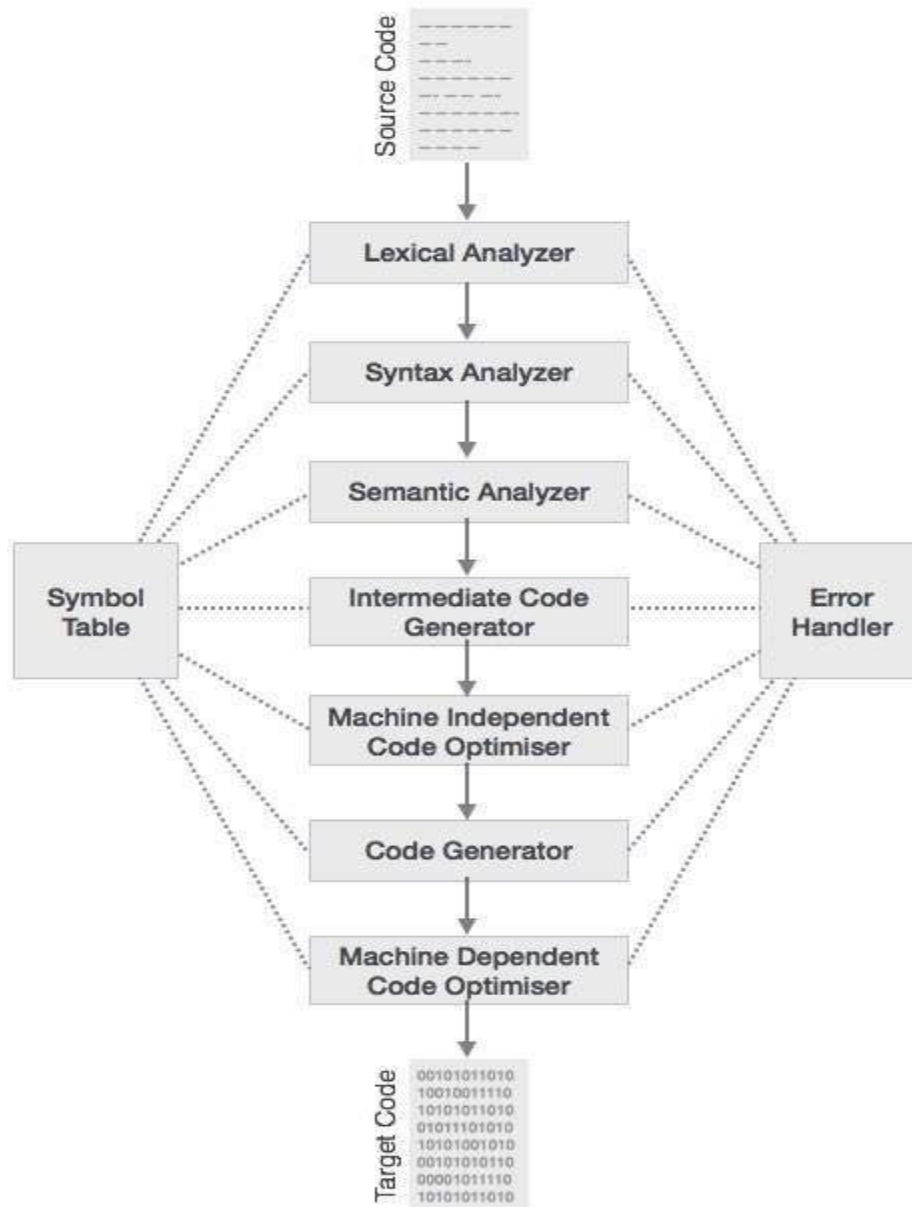 Source Code
Lexical Analyzer
Syntax Analyzer
Semantic Analyzer
Symbol
Table
Intermediate Code
Generator
Error
Handler
Machine Independent
Code Optimiser
Code Generator
Machine Dependent
Code Optimiser
Target Code
00101011010
10010011110
10101011010
01011101010
10101001010
00101010110
00001011110
10101011010